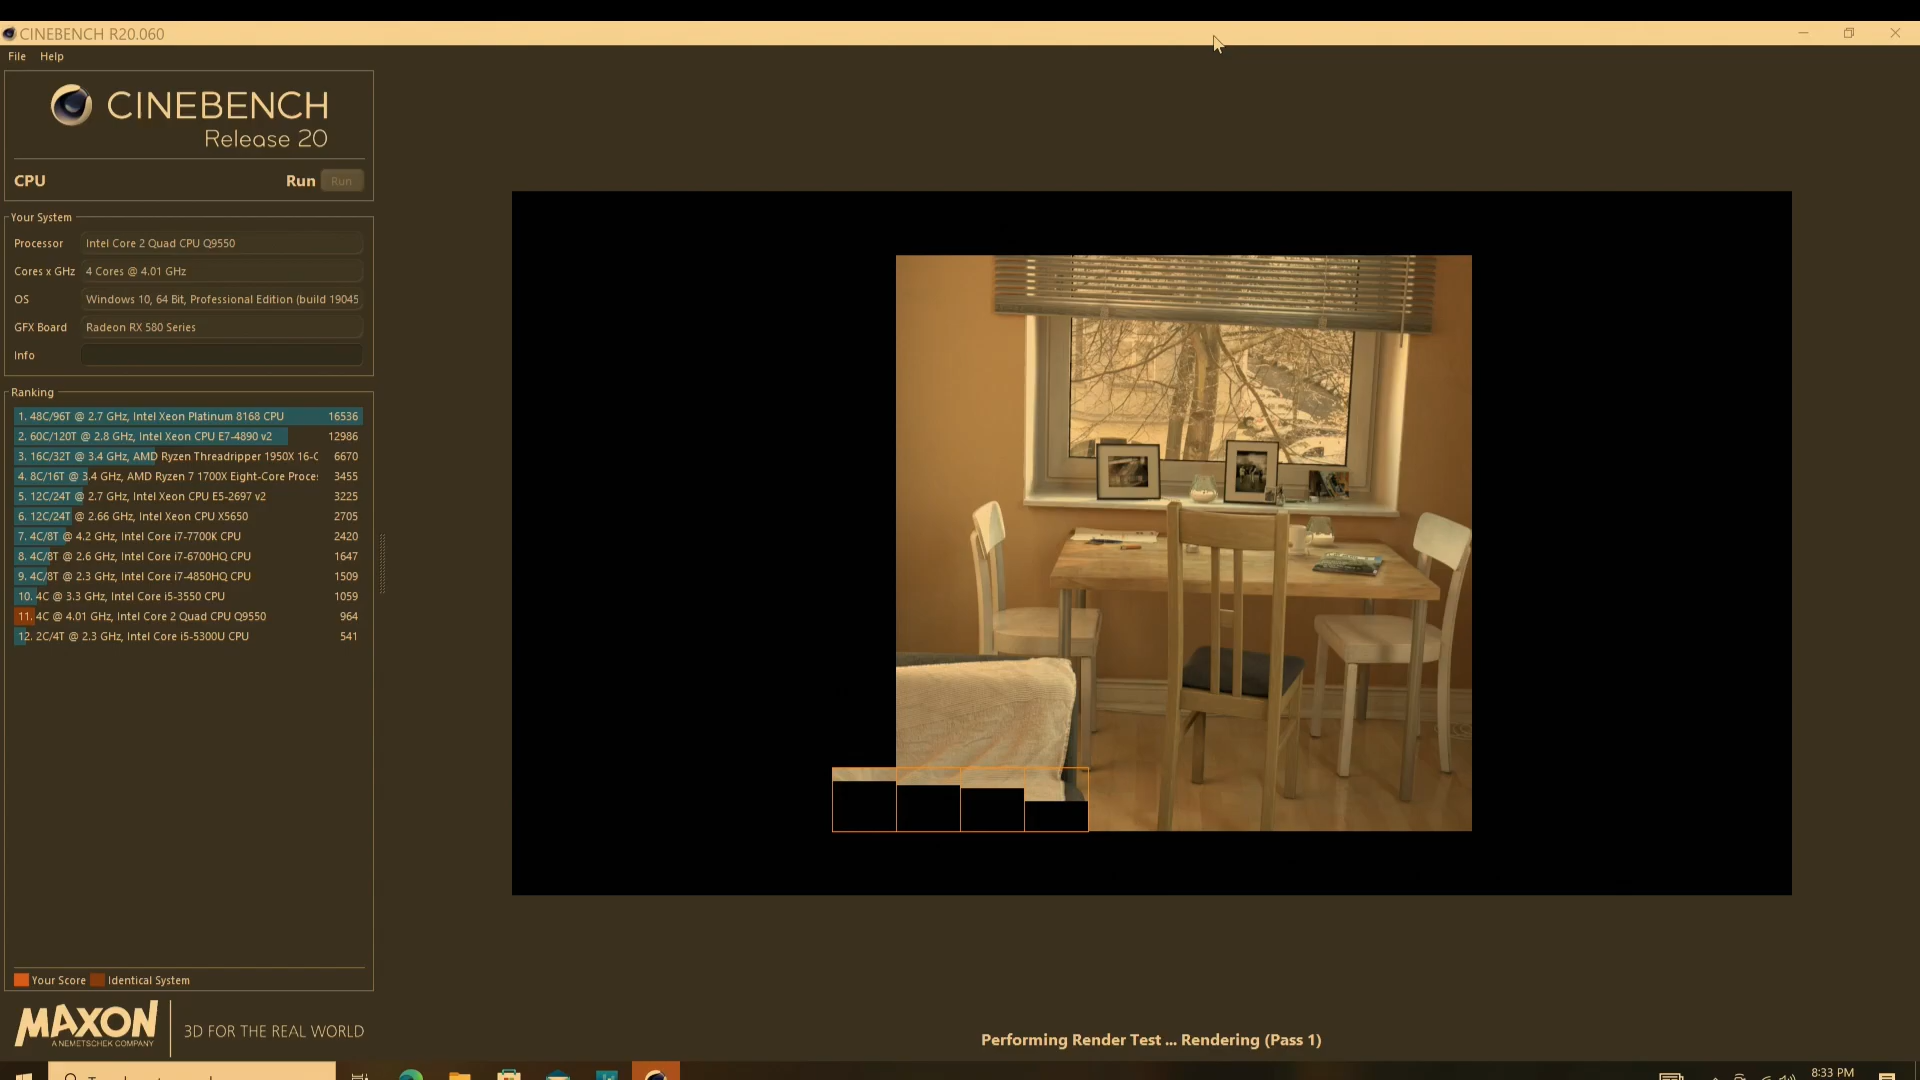 CINEBENCH R20.060
File Help
CINEBENCH
Release 20
CPU Run Run
Your System
Processor Intel Core 2 Quad CPU Q9550
Cores x GHz 4 Cores @ 4.01 GHz
OS Windows 10, 64 Bit, Professional Edition (build 19045
GFX Board Radeon RX 580 Series
Info
Ranking
1. 48C/96T @ 2.7 GHz, Intel Xeon Platinum 8168 CPU 16536
2. 60C/120T @ 2.8 GHz, Intel Xeon CPU E7-4890 v2 12986
3. 16C/32T @ 3.4 GHz, AMD Ryzen Threadripper 1950X 16-C 6670
4. 8C/16T @ 3.4 GHz, AMD Ryzen 7 1700X Eight-Core Proces 3455
5. 12C/24T @ 2.7 GHz, Intel Xeon CPU E5-2697 v2 3225
6. 12C/24T @ 2.66 GHz, Intel Xeon CPU X5650 2705
7. 4C/8T @ 4.2 GHz, Intel Core i7-7700K CPU 2420
8. 4C/8T @ 2.6 GHz, Intel Core i7-6700HQ CPU 1647
9. 4C/8T @ 2.3 GHz, Intel Core i7-4850HQ CPU 1509
10. 4C @ 3.3 GHz, Intel Core i5-3550 CPU 1059
11. 4C @ 4.01 GHz, Intel Core 2 Quad CPU Q9550 964
12. 2C/4T @ 2.3 GHz, Intel Core i5-5300U CPU 541
Your Score Identical System
MAXON
A NEMETSCHEK COMPANY
3D FOR THE REAL WORLD
Performing Render Test ... Rendering (Pass 1)
8:33 PM